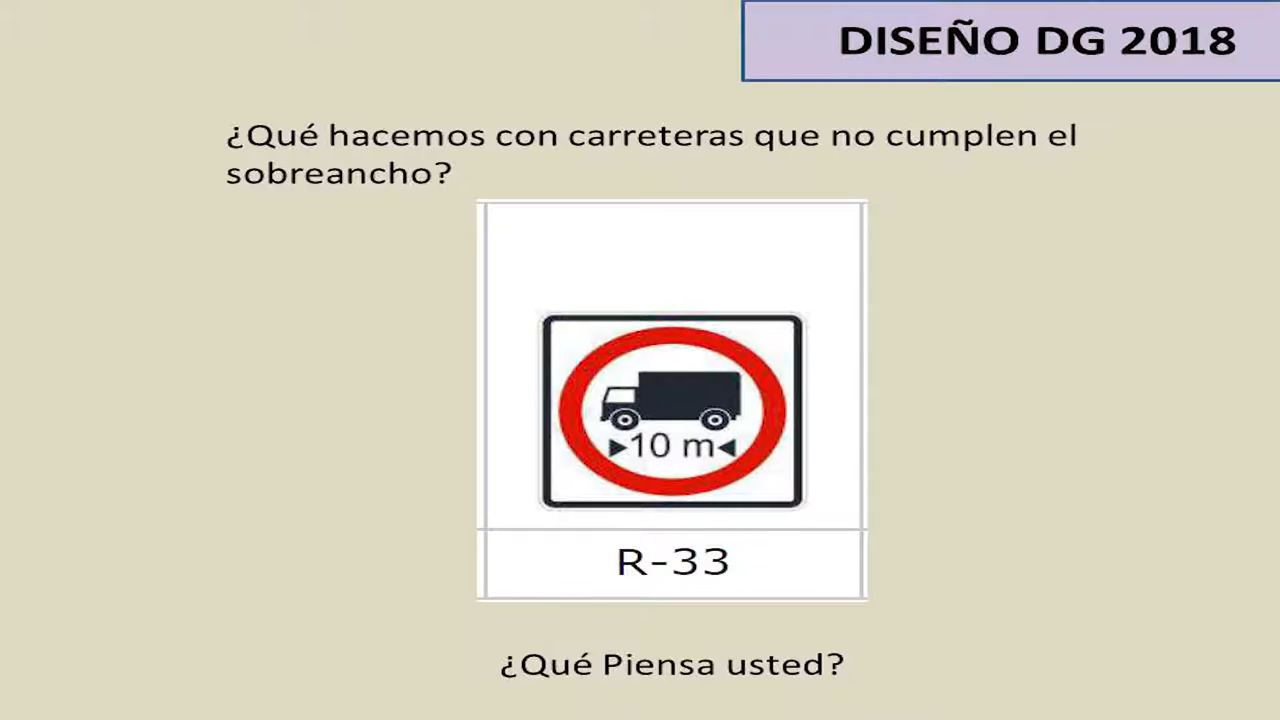 DISEÑO DG 2018
¿Qué hacemos con carreteras que no cumplen el
sobreancho?
10 m
R-33
¿Qué Piensa usted?